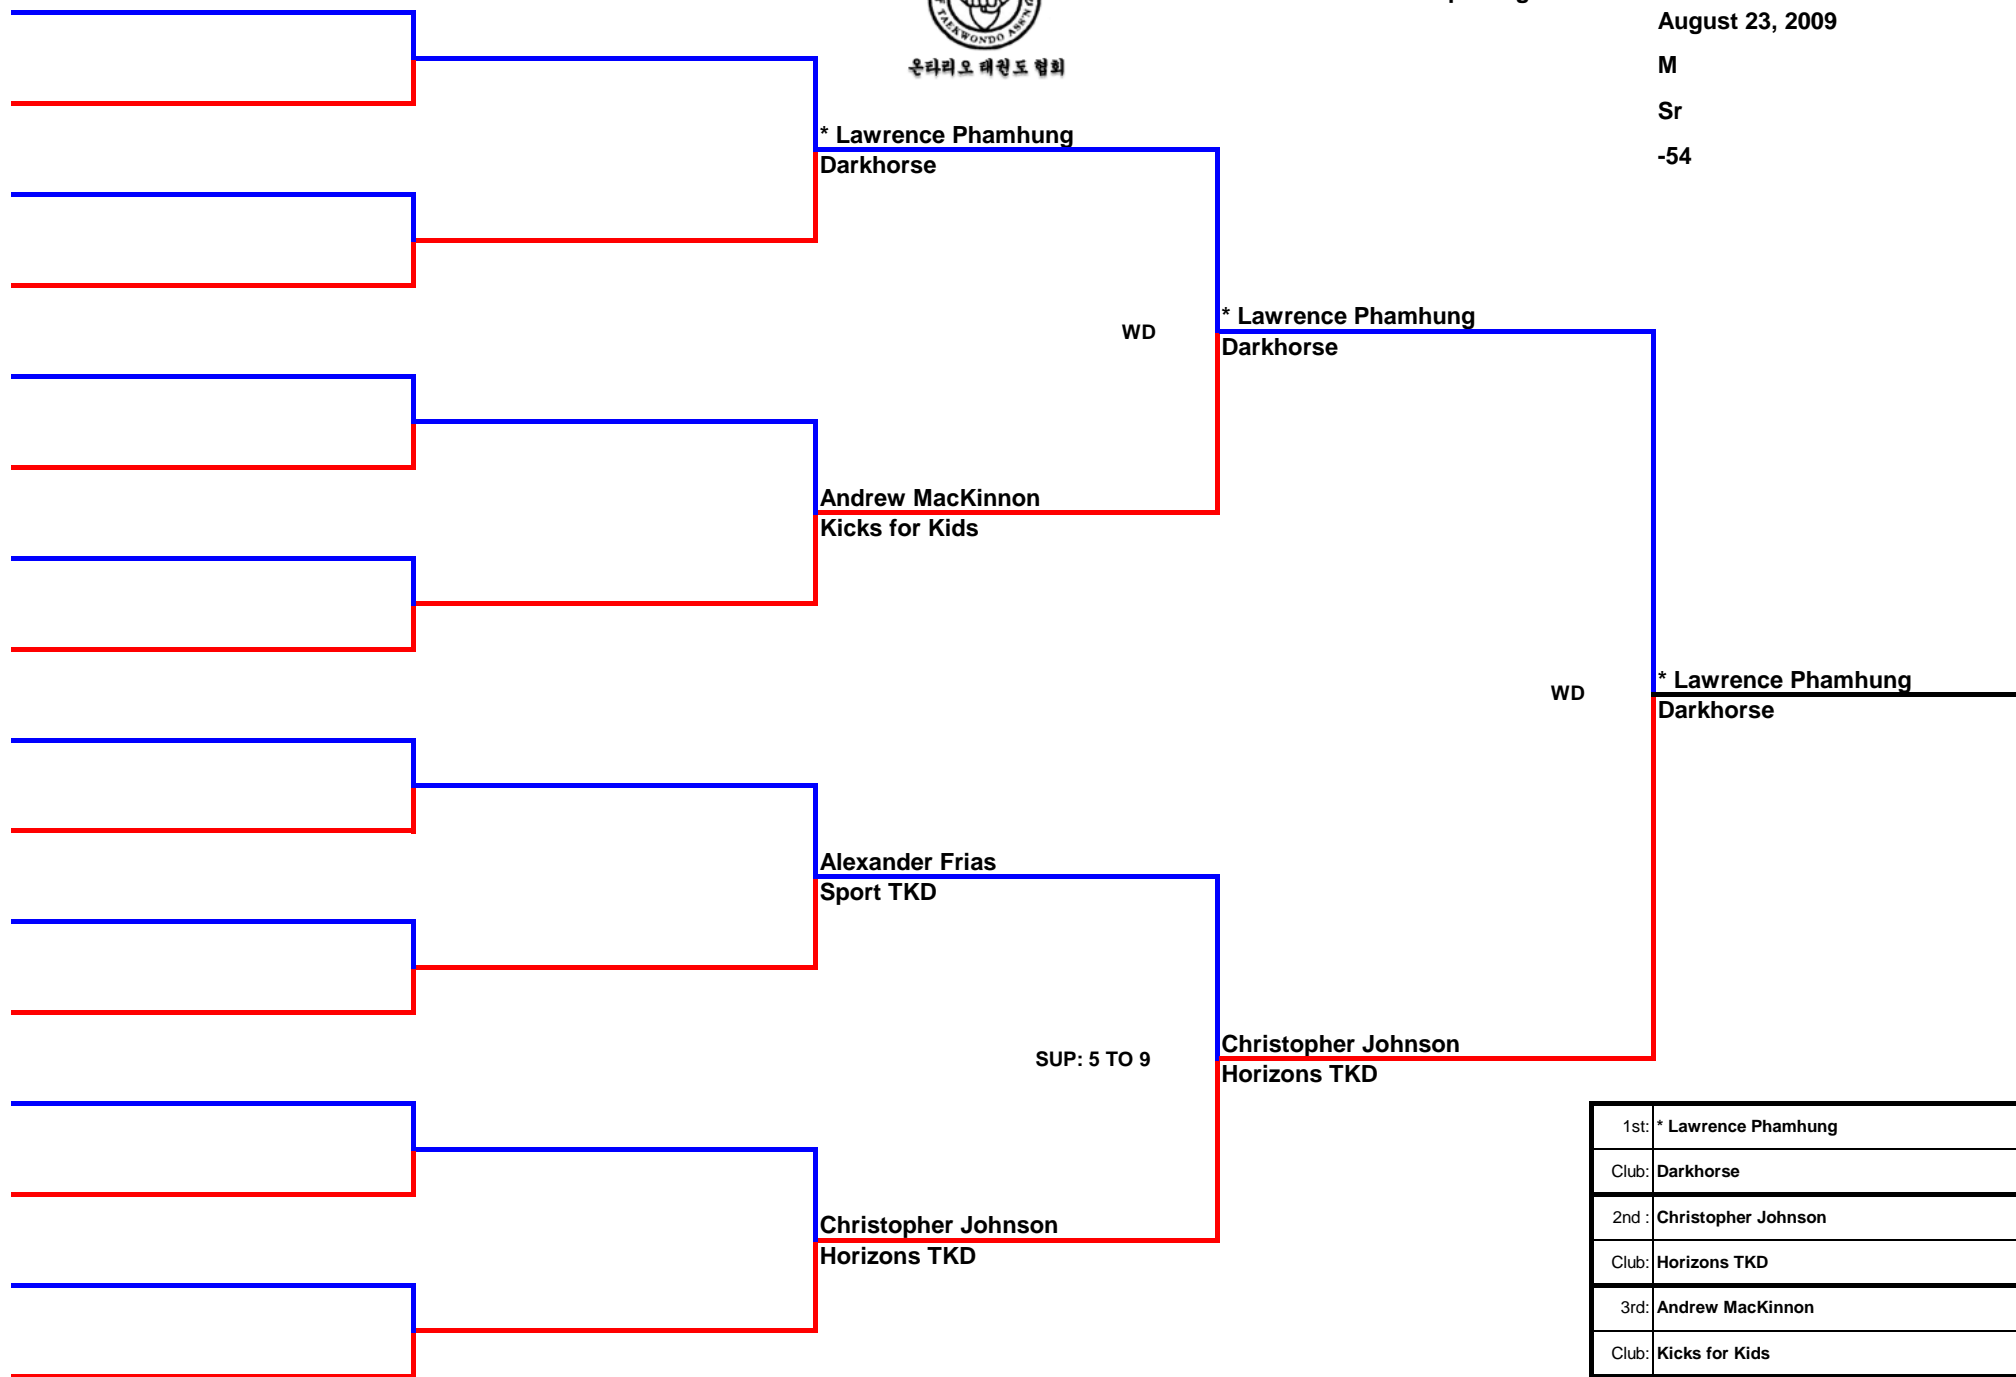 TAEKWONDO ASS'N
온타리오 태권도 협회
August 23, 2009
M
Sr
-54
* Lawrence Phamhung
Darkhorse
WD
* Lawrence Phamhung
Darkhorse
Andrew MacKinnon
Kicks for Kids
WD
* Lawrence Phamhung
Darkhorse
Alexander Frias
Sport TKD
SUP: 5 TO 9
Christopher Johnson
Horizons TKD
Christopher Johnson
Horizons TKD
1st: * Lawrence Phamhung
Club: Darkhorse
2nd : Christopher Johnson
Club: Horizons TKD
3rd: Andrew MacKinnon
Club: Kicks for Kids